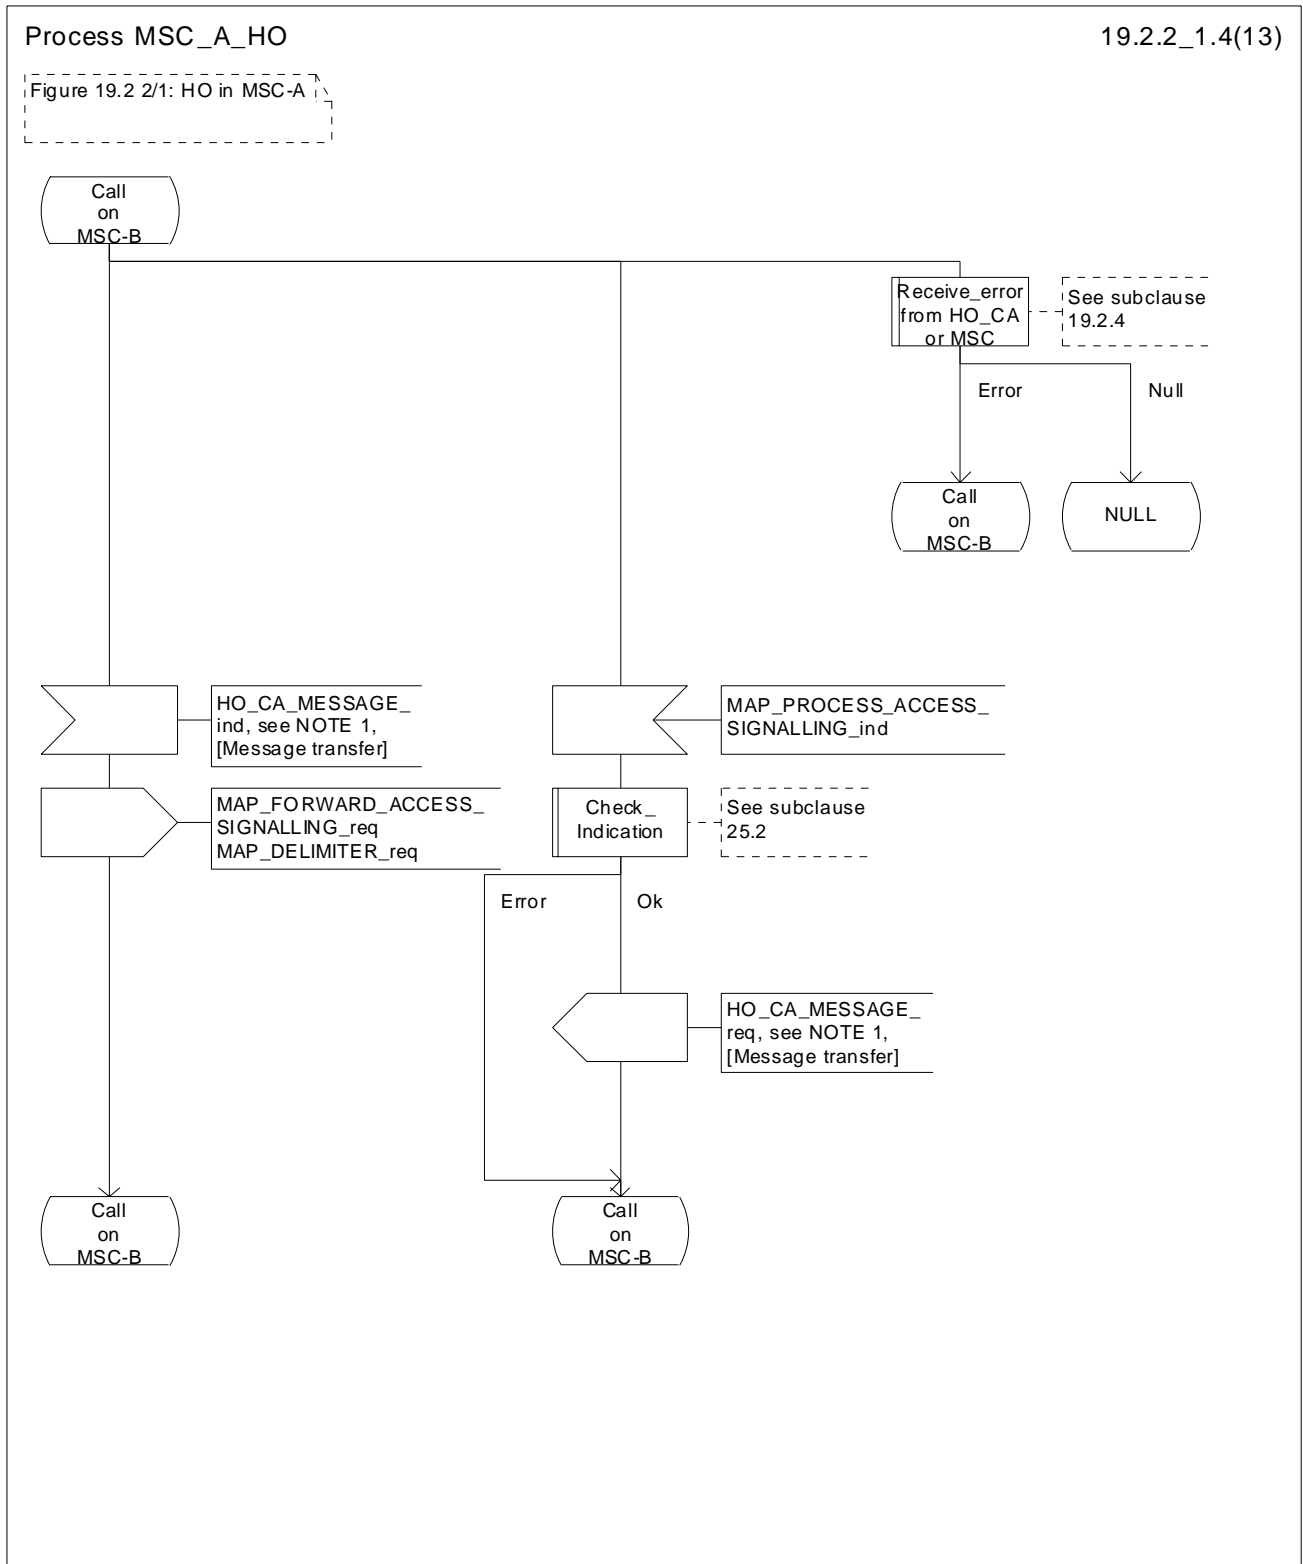 Process MSC_A_HO
19.2.2_1.4(13)
Figure 19.2 2/1: HO in MSC-A
Call
on
MSC-B
Receive_error
from HO_CA
or MSC
See subclause
19.2.4
Error
Null
Call
on
MSC-B
NULL
HO_CA_MESSAGE_
ind, see NOTE 1,
[Message transfer]
MAP_PROCESS_ACCESS_
SIGNALLING_ind
MAP_FORWARD_ACCESS_
SIGNALLING_req
MAP_DELIMITER_req
Check_
Indication
See subclause
25.2
Error
Ok
HO_CA_MESSAGE_
req, see NOTE 1,
[Message transfer]
Call
on
MSC-B
Call
on
MSC-B